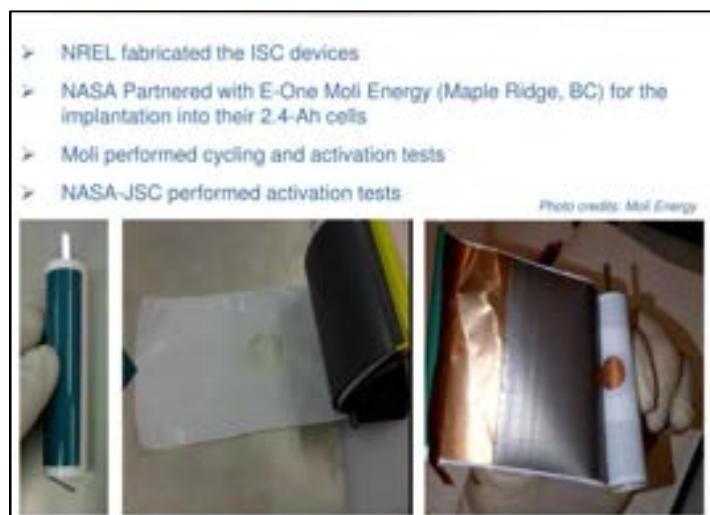 ➢ NREL fabricated the ISC devices
➢ NASA Partnered with E-One Moli Energy (Maple Ridge, BC) for the
implantation into their 2.4-Ah cells
➢ Moli performed cycling and activation tests
➢ NASA-JSC performed activation tests
Photo credits: Moli Energy